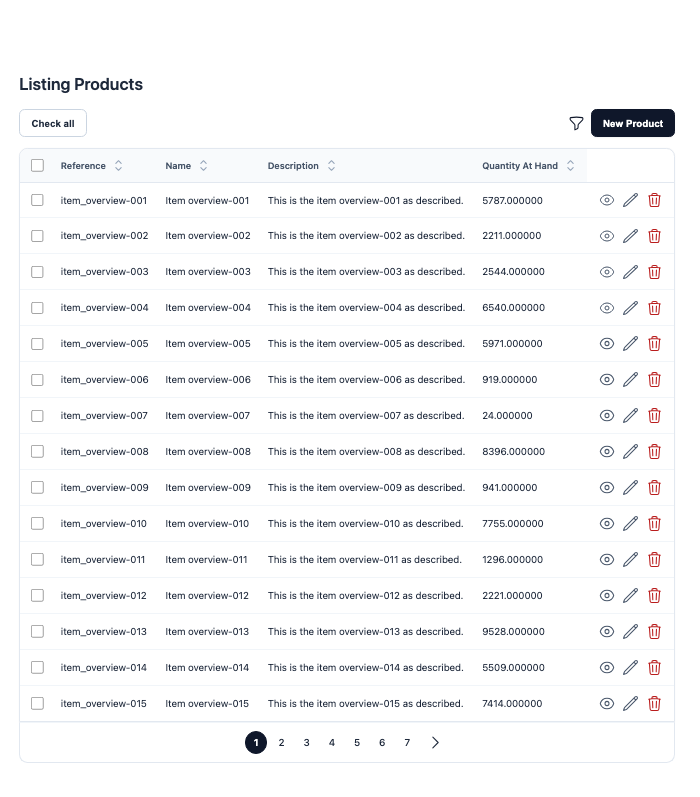 Listing Products
Check all New Product
Reference Name Description Quantity At Hand
item_overview-001 Item overview-001 This is the item overview-001 as described. 5787.000000
item_overview-002 Item overview-002 This is the item overview-002 as described. 2211.000000
item_overview-003 Item overview-003 This is the item overview-003 as described. 2544.000000
item_overview-004 Item overview-004 This is the item overview-004 as described. 6540.000000
item_overview-005 Item overview-005 This is the item overview-005 as described. 5971.000000
item_overview-006 Item overview-006 This is the item overview-006 as described. 919.000000
item_overview-007 Item overview-007 This is the item overview-007 as described. 24.000000
item_overview-008 Item overview-008 This is the item overview-008 as described. 8396.000000
item_overview-009 Item overview-009 This is the item overview-009 as described. 941.000000
item_overview-010 Item overview-010 This is the item overview-010 as described. 7755.000000
item_overview-011 Item overview-011 This is the item overview-011 as described. 1296.000000
item_overview-012 Item overview-012 This is the item overview-012 as described. 2221.000000
item_overview-013 Item overview-013 This is the item overview-013 as described. 9528.000000
item_overview-014 Item overview-014 This is the item overview-014 as described. 5509.000000
item_overview-015 Item overview-015 This is the item overview-015 as described. 7414.000000
1 2 3 4 5 6 7